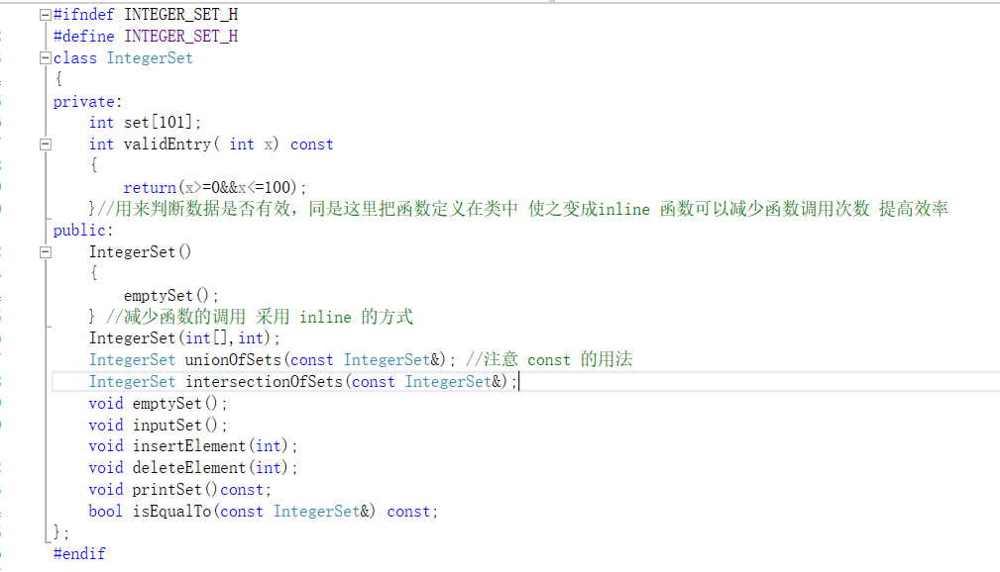 #ifndef INTEGER_SET_H
#define INTEGER_SET_H
class IntegerSet
{
private:
    int set[101];
    int validEntry( int x) const
    {
        return(x>=0&&x<=100);
    }//用来判断数据是否有效，同是这里把函数定义在类中 使之变成inline 函数可以减少函数调用次数 提高效率
public:
    IntegerSet()
    {
        emptySet();
    } //减少函数的调用 采用 inline 的方式
    IntegerSet(int[],int);
    IntegerSet unionOfSets(const IntegerSet&); //注意 const 的用法
    IntegerSet intersectionOfSets(const IntegerSet&);
    void emptySet();
    void inputSet();
    void insertElement(int);
    void deleteElement(int);
    void printSet()const;
    bool isEqualTo(const IntegerSet&) const;
};
#endif